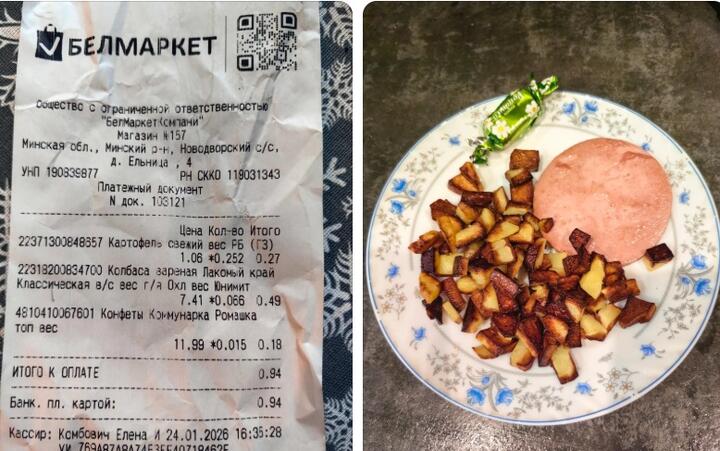 БЕЛМАРКЕТ
Общество с ограниченной ответственностью
"БелМаркетКомпани"
Магазин №157
Минская обл., Минский р-н, Новодворский с/с,
д. Ельница , 4
УНП 190839877 РН СККО 119031343
Платежный документ
N док. 103121
Цена Кол-во Итого
22371300848657 Картофель свежий вес РБ (ГЗ)
1.06 *0.252 0.27
22318200834700 Колбаса вареная Лакомый край
Классическая в/с вес г/я Охл вес Юнимит
7.41 *0.066 0.49
4810410067601 Конфеты Коммунарка Ромашка
топ вес
11.99 *0.015 0.18
ИТОГО К ОПЛАТЕ 0.94
Банк. пл. картой: 0.94
Кассир: Комбович Елена И 24.01.2026 16:35:28